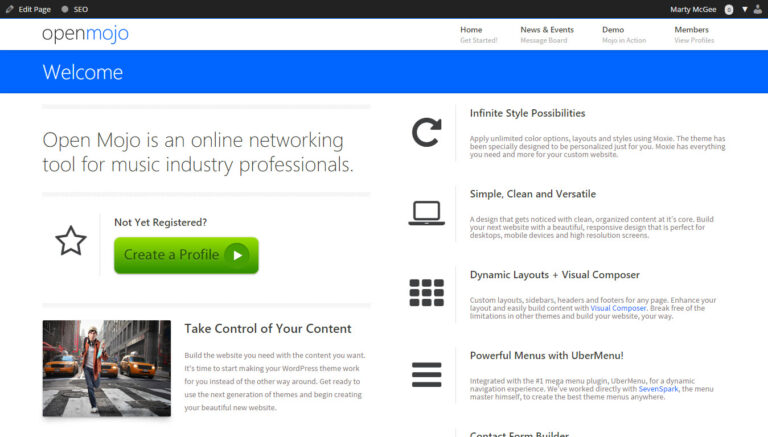 Edit Page
SEO
Marty McGee
0
openmojo
Home
Get Started!
News & Events
Message Board
Demo
Mojo in Action
Members
View Profiles
Welcome
Open Mojo is an online networking
tool for music industry professionals.
Not Yet Registered?
Create a Profile
Take Control of Your Content
Build the website you need with the content you want.
It's time to start making your WordPress theme work
for you instead of the other way around. Get ready to
use the next generation of themes and begin creating
your beautiful new website.
Infinite Style Possibilities
Apply unlimited color options, layouts and styles using Moxie. The theme has
been specially designed to be personalized just for you. Moxie has everything
you need and more for your custom website.
Simple, Clean and Versatile
A design that gets noticed with clean, organized content at it's core. Build
your next website with a beautiful, responsive design that is perfect for
desktops, mobile devices and high resolution screens.
Dynamic Layouts + Visual Composer
Custom layouts, sidebars, headers and footers for any page. Enhance your
layout and easily build content with Visual Composer. Break free of the
limitations in other themes and build your website, your way.
Powerful Menus with UberMenu!
Integrated with the #1 mega menu plugin, UberMenu, for a dynamic
navigation experience. We've worked directly with SevenSpark, the menu
master himself, to create the best theme menus anywhere.
Contact Form Builder